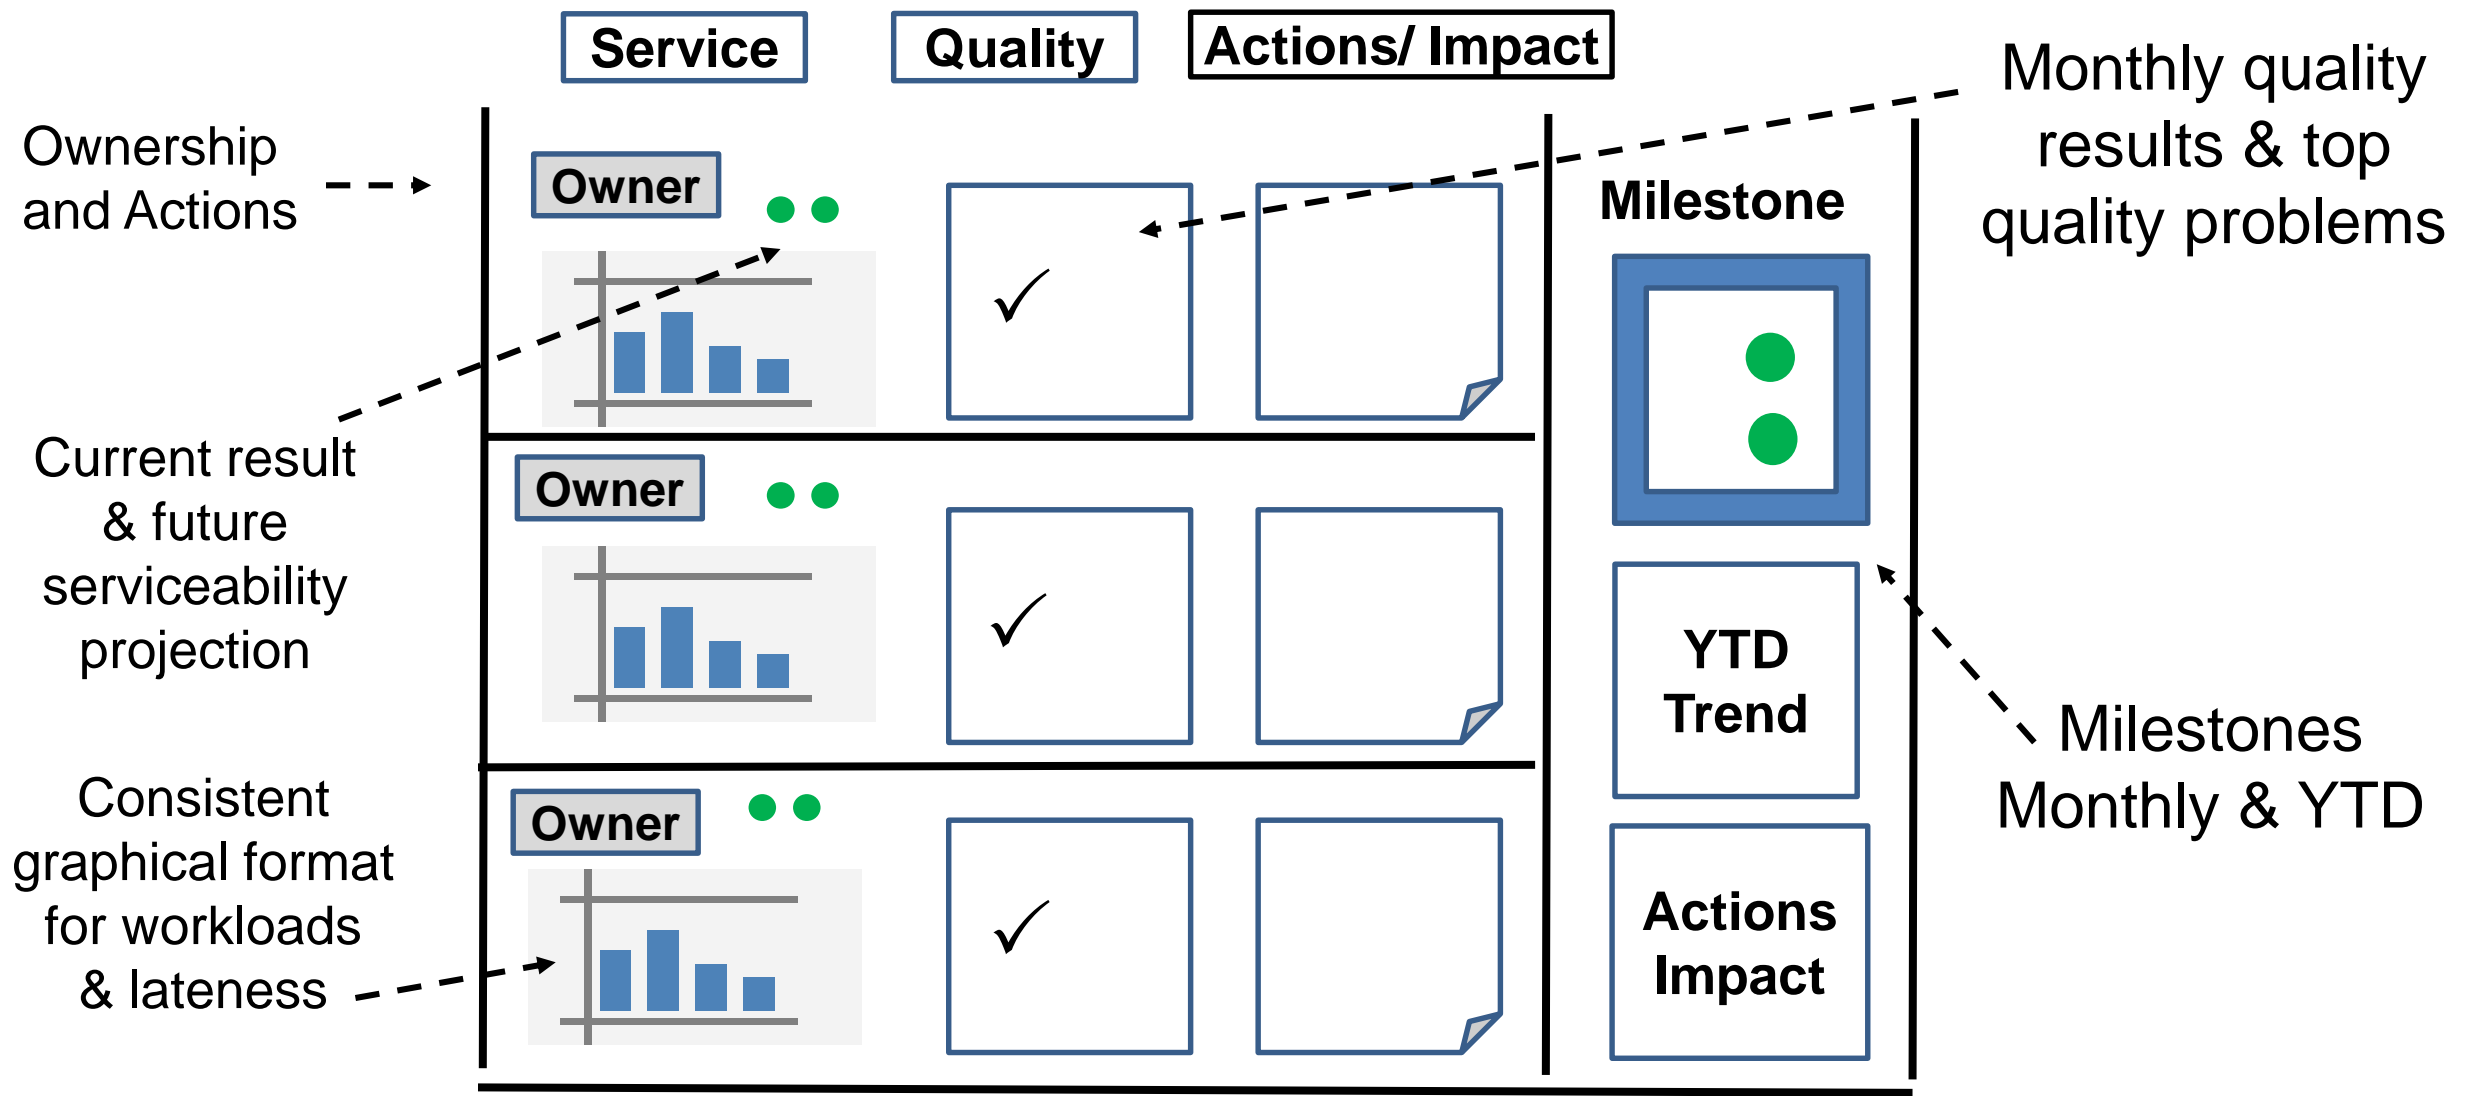 Service
Quality
Actions/ Impact
Ownership
and Actions
Current result
& future
serviceability
projection
Consistent
graphical format
for workloads
& lateness
Owner
Owner
Owner
Milestone
YTD
Trend
Actions
Impact
Monthly quality
results & top
quality problems
Milestones
Monthly & YTD